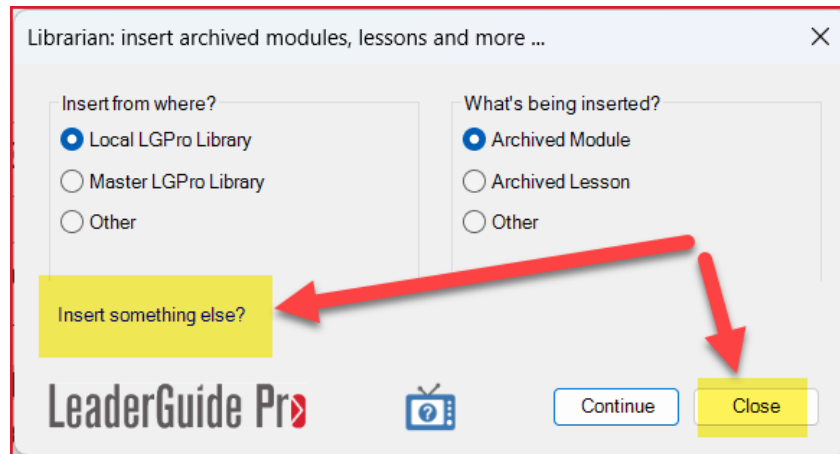 Librarian: insert archived modules, lessons and more ...
Insert from where?
Local LGPro Library
Master LGPro Library
Other
What's being inserted?
Archived Module
Archived Lesson
Other
Insert something else?
LeaderGuide Pro
?
Continue
Close